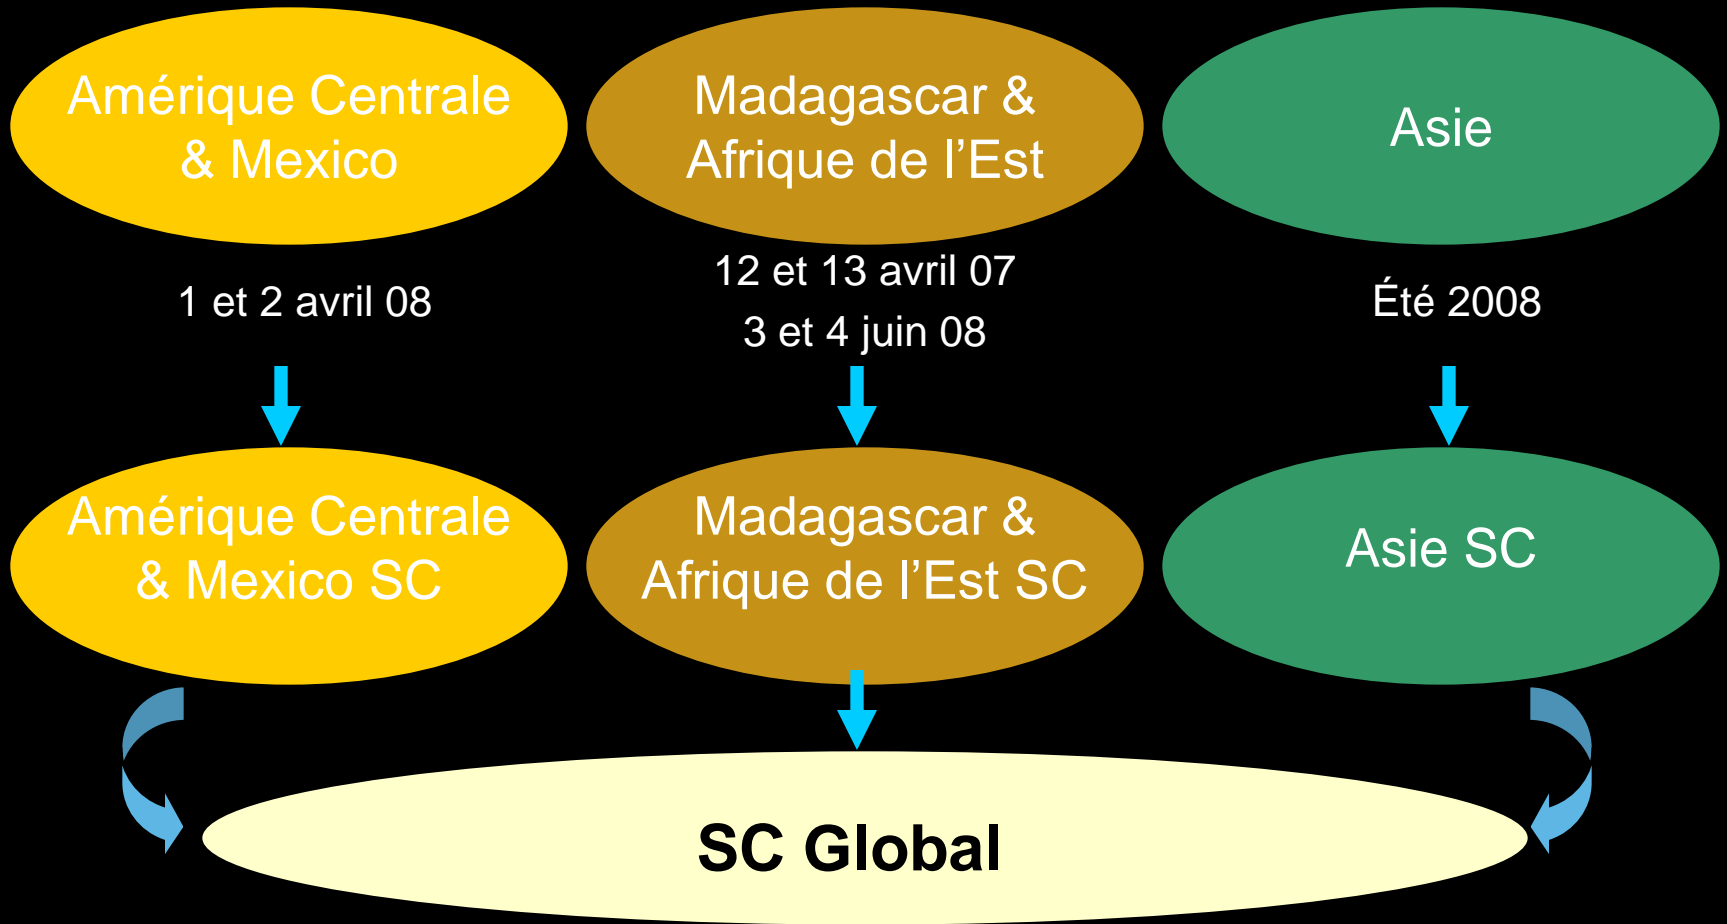 Amérique Centrale
& Mexico
Madagascar &
Afrique de l’Est
Asie
1 et 2 avril 08
12 et 13 avril 07
3 et 4 juin 08
Été 2008
Amérique Centrale
& Mexico SC
Madagascar &
Afrique de l’Est SC
Asie SC
SC Global